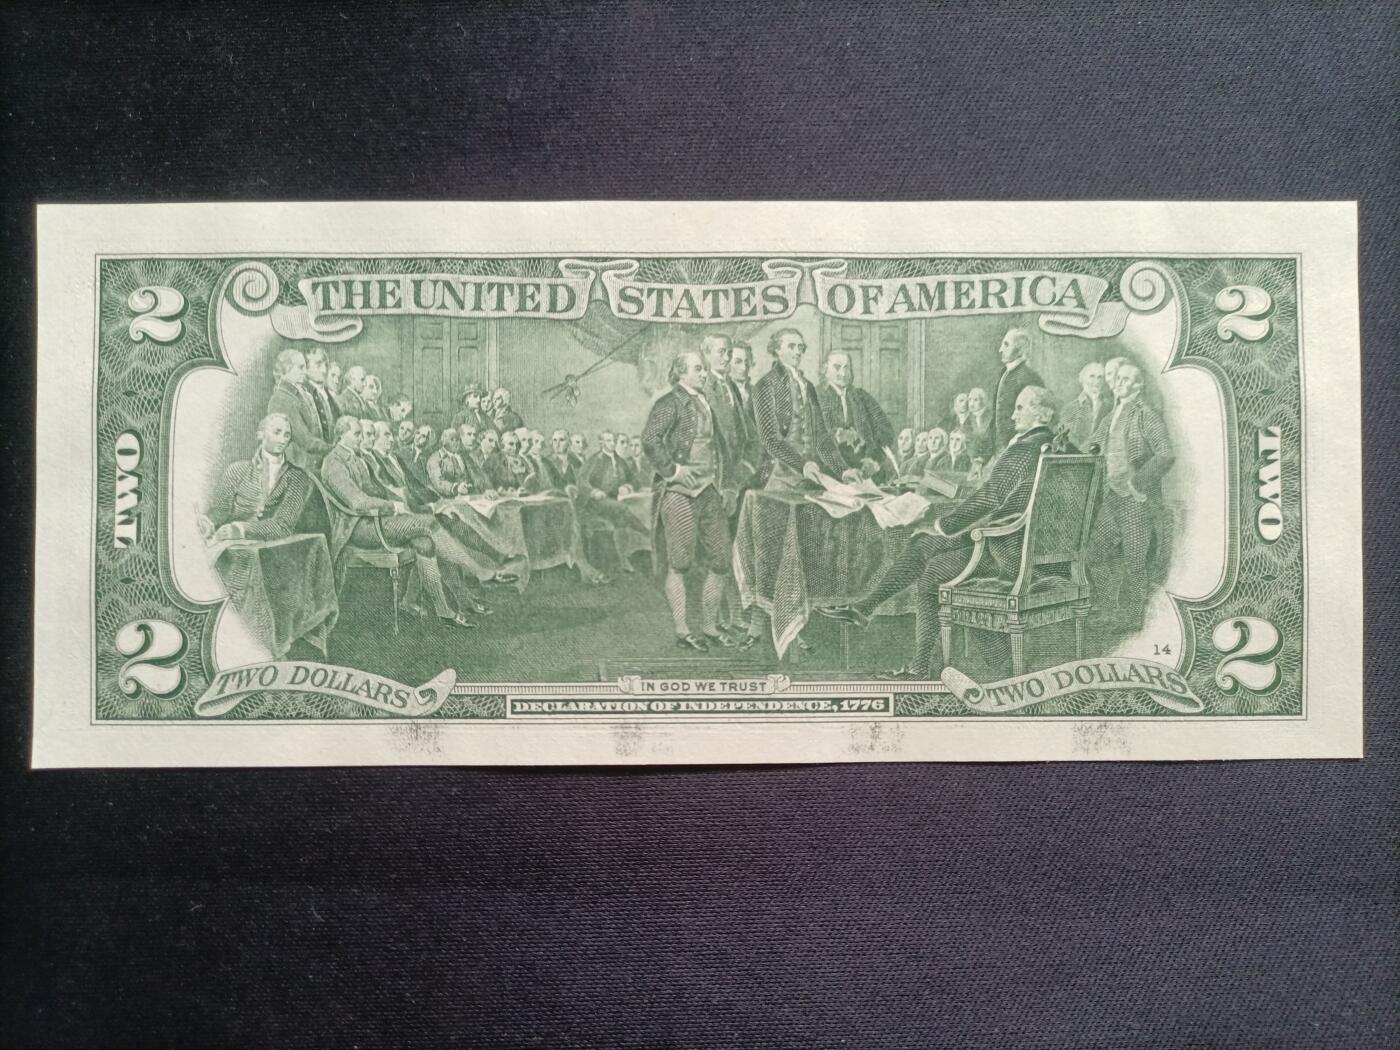 THE UNITED STATES OF AMERICA
2
2
TWO
TWO
2
2
14
TWO DOLLARS
IN GOD WE TRUST
TWO DOLLARS
DECLARATION OF INDEPENDENCE, 1776